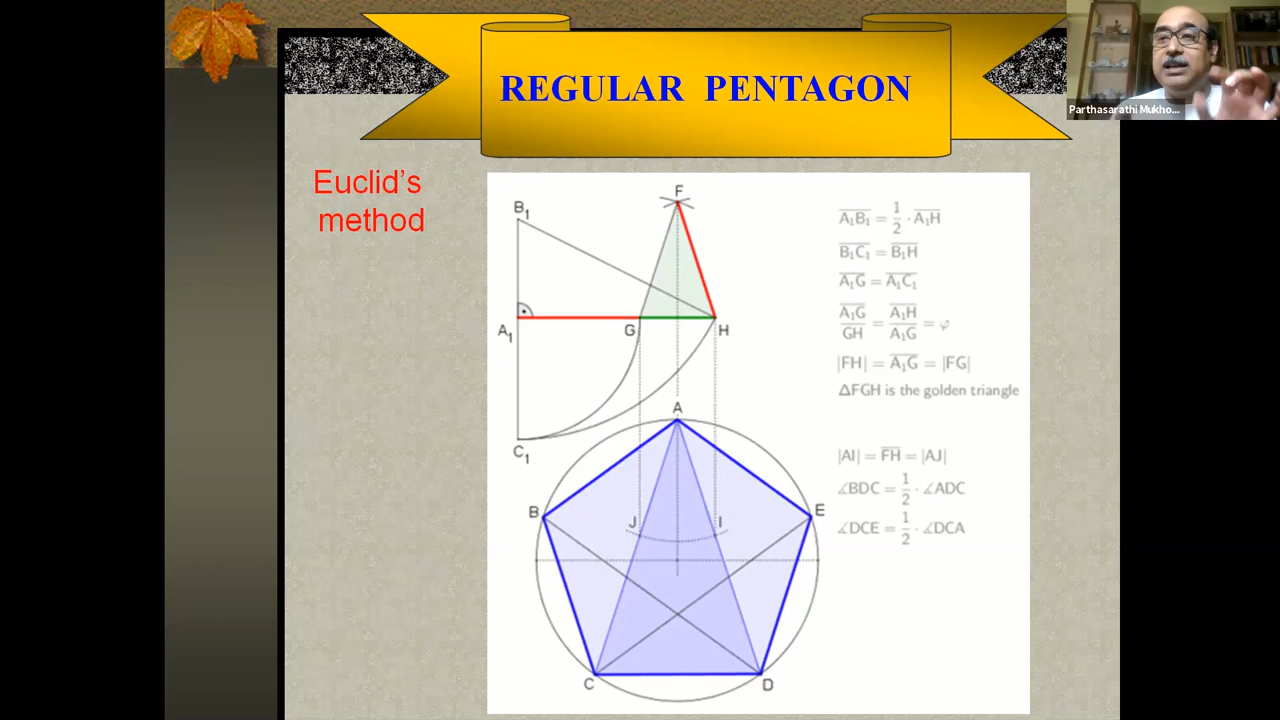 REGULAR PENTAGON
Parthasarathi Mukho...
Euclid's
method
F
B₁
A₁
G
H
C₁
A
B
J
I
E
C
D
A₁B₁ = 1/2 · A₁H
B₁C₁ = B₁H
A₁G = A₁C₁
A₁G/GH = A₁H/A₁G = φ
|FH| = A₁G = |FG|
ΔFGH is the golden triangle
|AI| = FH = |AJ|
∡BDC = 1/2 · ∡ADC
∡DCE = 1/2 · ∡DCA